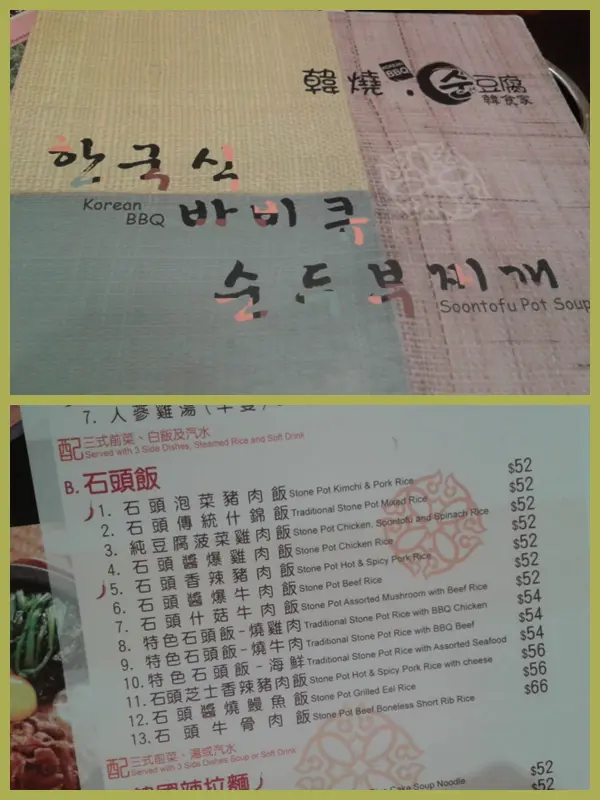 韓燒 KOREAN BBQ · 순豆腐
韓食家
한국식
Korean BBQ 바비큐
순두부찌개
Soontofu Pot Soup
7. 人參雞湯(半隻)
配 三式前菜、白飯及汽水
Served with 3 Side Dishes, Steamed Rice and Soft Drink
B. 石頭飯
1. 石頭泡菜豬肉飯 Stone Pot Kimchi & Pork Rice $52
2. 石頭傳統什錦飯 Traditional Stone Pot Mixed Rice $52
3. 純豆腐菠菜雞肉飯 Stone Pot Chicken, Soontofu and Spinach Rice $52
4. 石頭醬爆雞肉飯 Stone Pot Chicken Rice $52
5. 石頭香辣豬肉飯 Stone Pot Hot & Spicy Pork Rice $52
6. 石頭醬爆牛肉飯 Stone Pot Beef Rice $52
7. 石頭什菇牛肉飯 Stone Pot Assorted Mushroom with Beef Rice $52
8. 特色石頭飯-燒雞肉 Traditional Stone Pot Rice with BBQ Chicken $54
9. 特色石頭飯-燒牛肉 Traditional Stone Pot Rice with BBQ Beef $54
10. 特色石頭飯-海鮮 Traditional Stone Pot Rice with Assorted Seafood $54
11. 石頭芝士香辣豬肉飯 Stone Pot Hot & Spicy Pork Rice with cheese $56
12. 石頭醬燒鰻魚飯 Stone Pot Grilled Eel Rice $56
13. 石頭牛骨肉飯 Stone Pot Beef Boneless Short Rib Rice $66
配 三式前菜、湯或汽水
Served with 3 Side Dishes Soup or Soft Drink
韓國辣拉麵
Cake Soup Noodle $52
$52